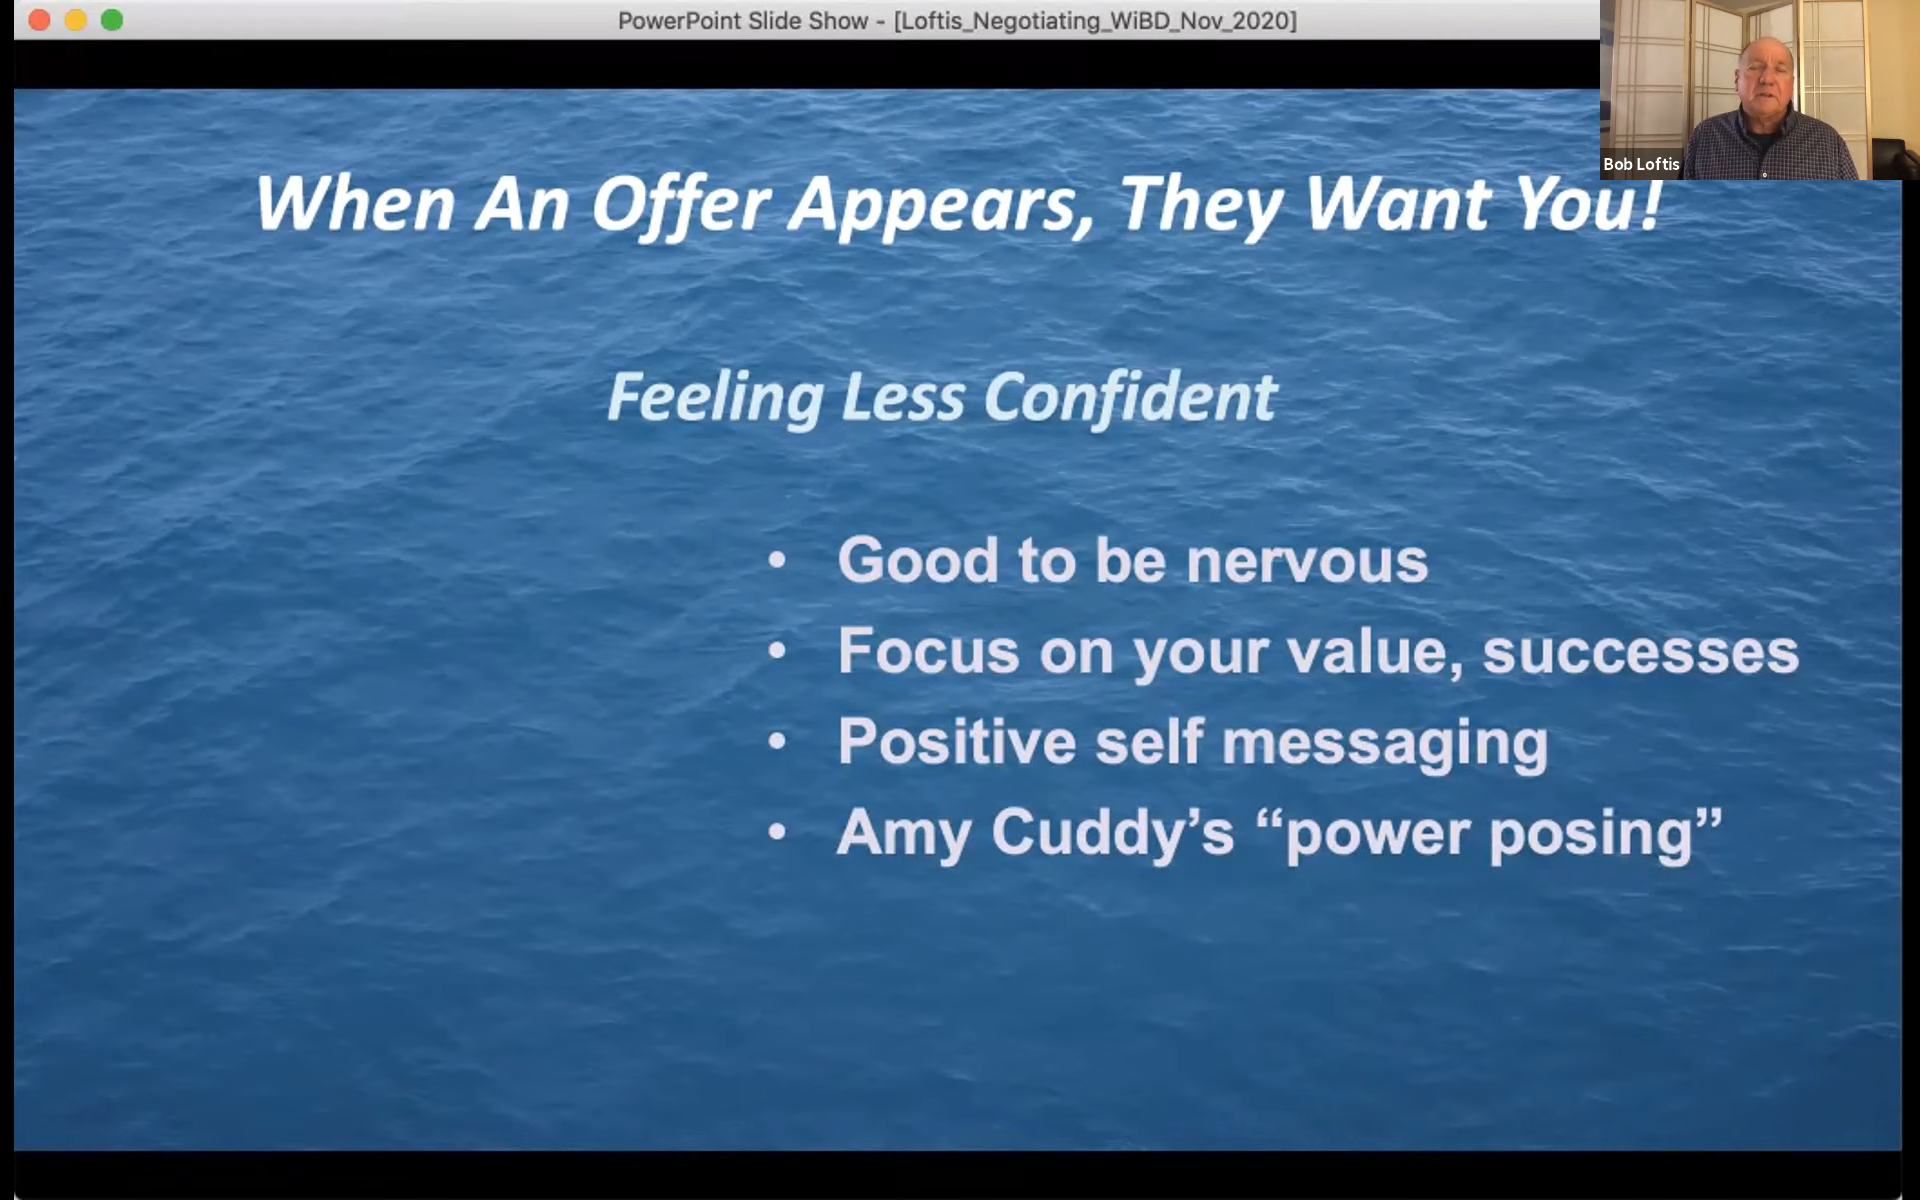 PowerPoint Slide Show - [Loftis_Negotiating_WiBD_Nov_2020]
Bob Loftis
When An Offer Appears, They Want You!
Feeling Less Confident
• Good to be nervous
• Focus on your value, successes
• Positive self messaging
• Amy Cuddy’s “power posing”